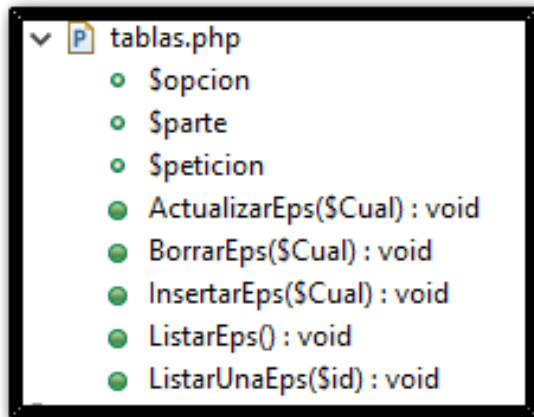 tablas.php
$opcion
$parte
$peticion
ActualizarEps($Cual) : void
BorrarEps($Cual) : void
InsertarEps($Cual) : void
ListarEps() : void
ListarUnaEps($id) : void